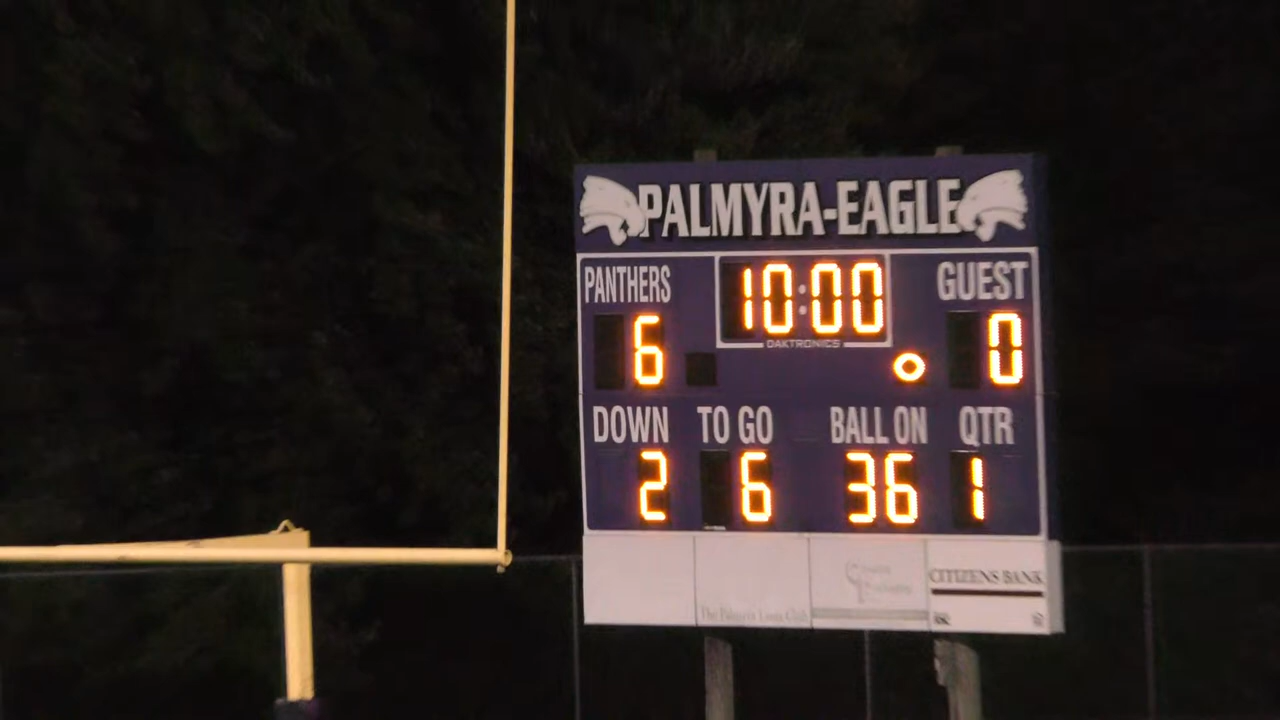 PALMYRA-EAGLE
PANTHERS
10:00
GUEST
6
0
DAKTRONICS
DOWN
TO GO
BALL ON
QTR
2
6
36
1
The Palmyra Lions Club
CITIZENS BANK